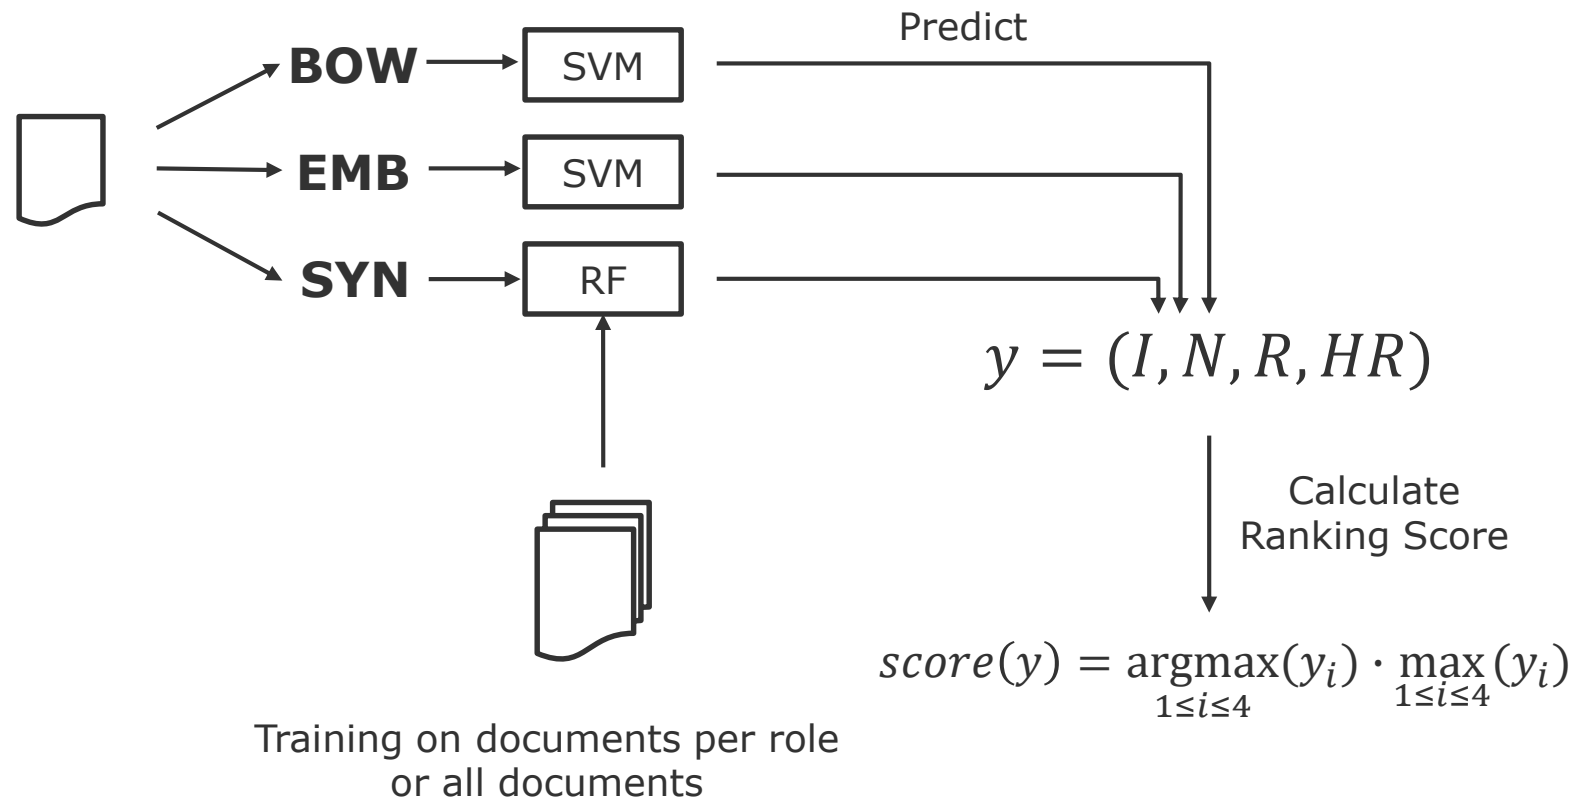 Predict
BOW SVM
EMB SVM
SYN RF
y = (I, N, R, HR)
Calculate
Ranking Score
score(y) = argmax(y_i) · max(y_i)
1≤i≤4 1≤i≤4
Training on documents per role
or all documents